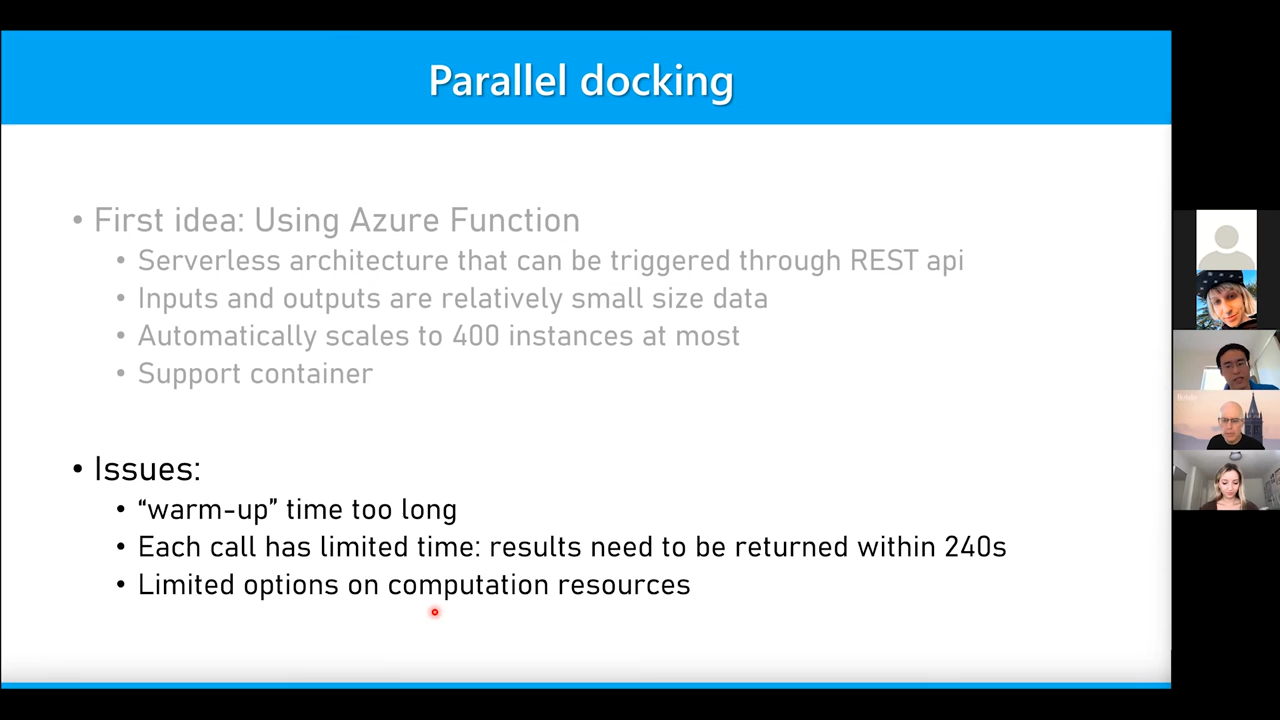 Parallel docking
• First idea: Using Azure Function
• Serverless architecture that can be triggered through REST api
• Inputs and outputs are relatively small size data
• Automatically scales to 400 instances at most
• Support container
• Issues:
• “warm-up” time too long
• Each call has limited time: results need to be returned within 240s
• Limited options on computation resources